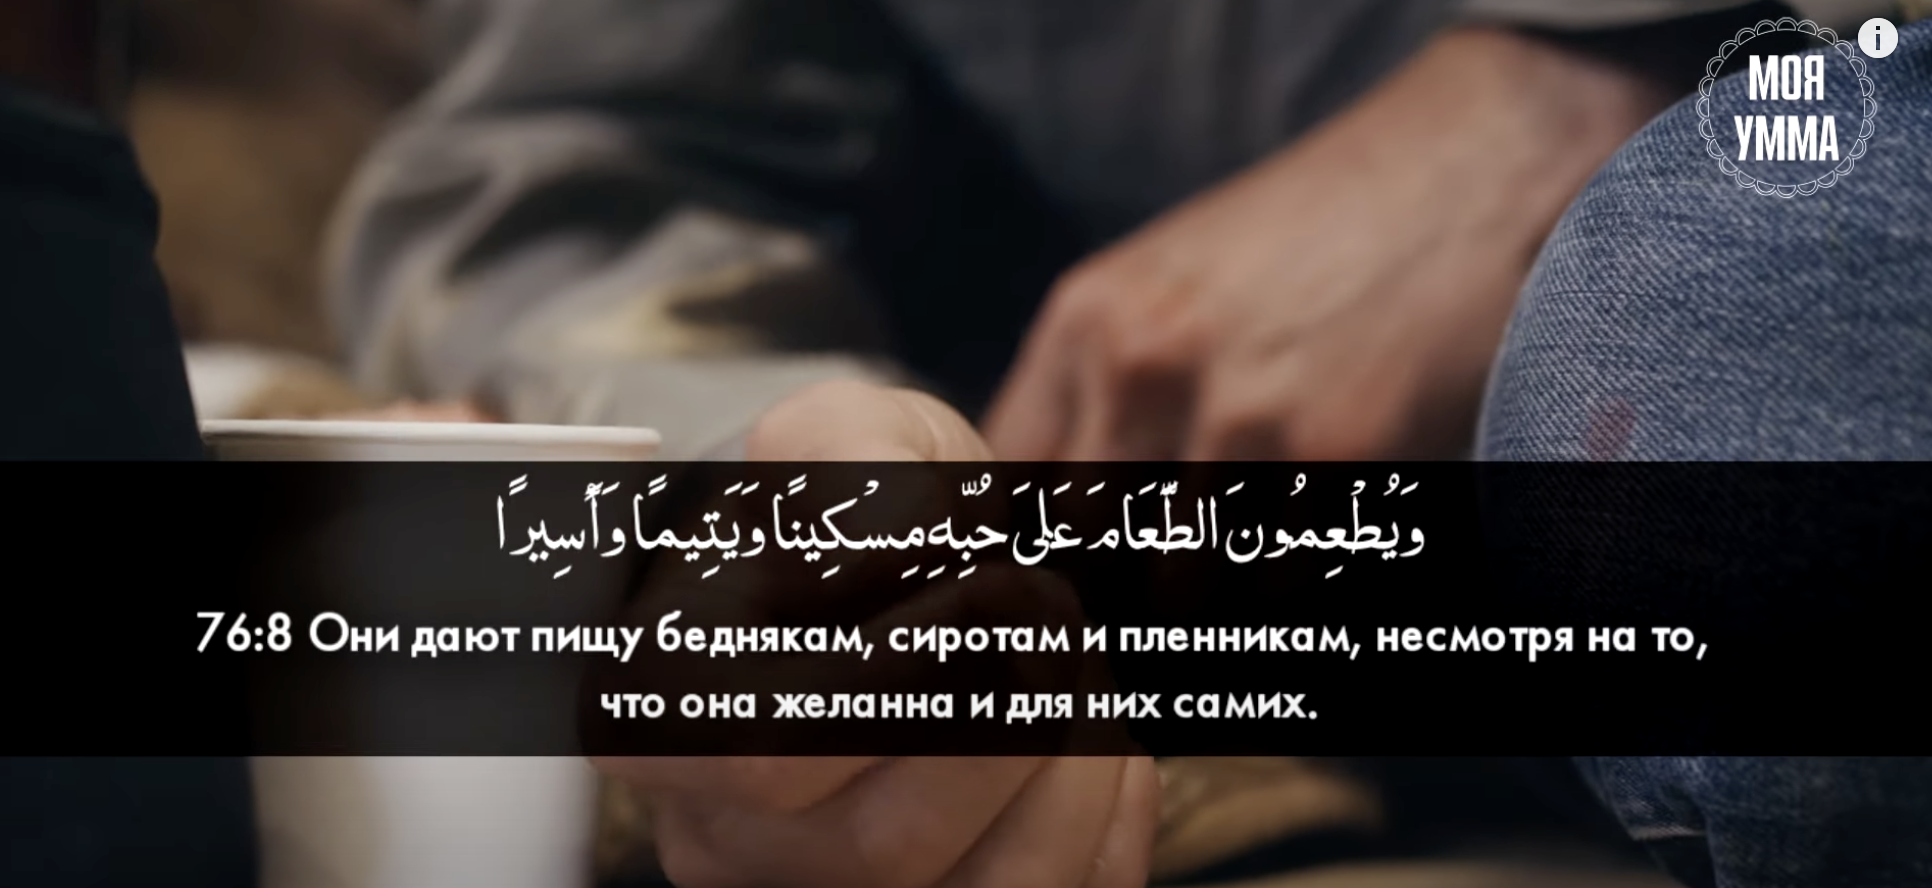 МОЯ
УММА
i
وَيُطْعِمُونَ الطَّعَامَ عَلَىٰ حُبِّهِ مِسْكِينًا وَيَتِيمًا وَأَسِيرًا
76:8 Они дают пищу беднякам, сиротам и пленникам, несмотря на то,
что она желанна и для них самих.